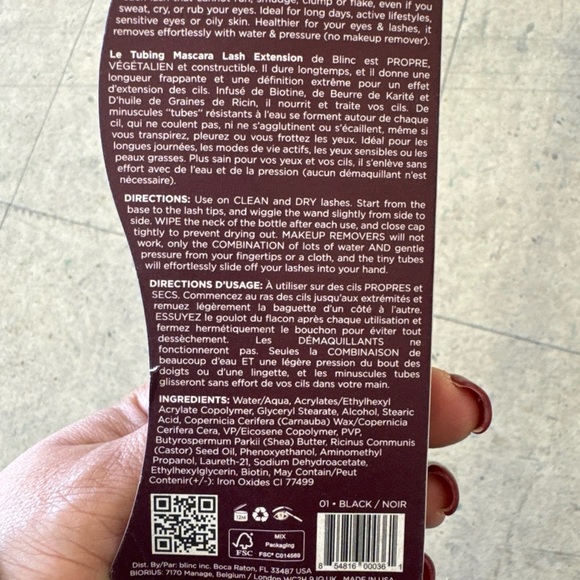 sweat, cry, or rub your eyes. Ideal for long days, active lifestyles,
sensitive eyes or oily skin. Healthier for your eyes & lashes, it
removes effortlessly with water & pressure (no makeup remover).
Le Tubing Mascara Lash Extension de Blinc est PROPRE,
VÉGÉTALIEN et constructible. Il dure longtemps, et il donne une
longueur frappante et une définition extrême pour un effet
d'extension des cils. Infusé de Biotine, de Beurre de Karité et
D'huile de Graines de Ricin, il nourrit et traite vos cils. De
minuscules "tubes" résistants à l'eau se forment autour de chaque
cil, qui ne coulent pas, ni ne s'agglutinent ou s'écaillent, même si
vous transpirez, pleurez ou vous frottez les yeux. Idéal pour les
longues journées, les modes de vie actifs, les yeux sensibles ou les
peaux grasses. Plus sain pour vos yeux et vos cils, il s'enlève sans
effort avec de l'eau et de la pression (aucun démaquillant n'est
nécessaire).
DIRECTIONS: Use on CLEAN and DRY lashes. Start from the
base to the lash tips, and wiggle the wand slightly from side to
side. WIPE the neck of the bottle after each use, and close cap
tightly to prevent drying out. MAKEUP REMOVERS will not
work, only the COMBINATION of lots of water AND gentle
pressure from your fingertips or a cloth, and the tiny tubes
will effortlessly slide off your lashes into your hand.
DIRECTIONS D'USAGE: À utiliser sur des cils PROPRES et
SECS. Commencez au ras des cils jusqu'aux extrémités et
remuez légèrement la baguette d'un côté à l'autre.
ESSUYEZ le goulot du flacon après chaque utilisation et
fermez hermétiquement le bouchon pour éviter tout
dessèchement. Les DÉMAQUILLANTS ne
fonctionneront pas. Seules la COMBINAISON de
beaucoup d'eau ET une légère pression du bout des
doigts ou d'une lingette, et les minuscules tubes
glisseront sans effort de vos cils dans votre main.
INGREDIENTS: Water/Aqua, Acrylates/Ethylhexyl
Acrylate Copolymer, Glyceryl Stearate, Alcohol, Stearic
Acid, Copernicia Cerifera (Carnauba) Wax/Copernicia
Cerifera Cera, VP/Eicosene Copolymer, PVP,
Butyrospermum Parkii (Shea) Butter, Ricinus Communis
(Castor) Seed Oil, Phenoxyethanol, Aminomethyl
Propanol, Laureth-21, Sodium Dehydroacetate,
Ethylhexylglycerin, Biotin, May Contain/Peut
Contenir(+/-): Iron Oxides CI 77499
01 • BLACK / NOIR
12M
FSC
MIX
Packaging
FSC® C014569
8 54816 00036 1
Dist. By/Par: blinc inc. Boca Raton, FL 33487 USA
BIORIUS: 7170 Manage, Belgium / London WC2H 9JQ UK MADE IN USA